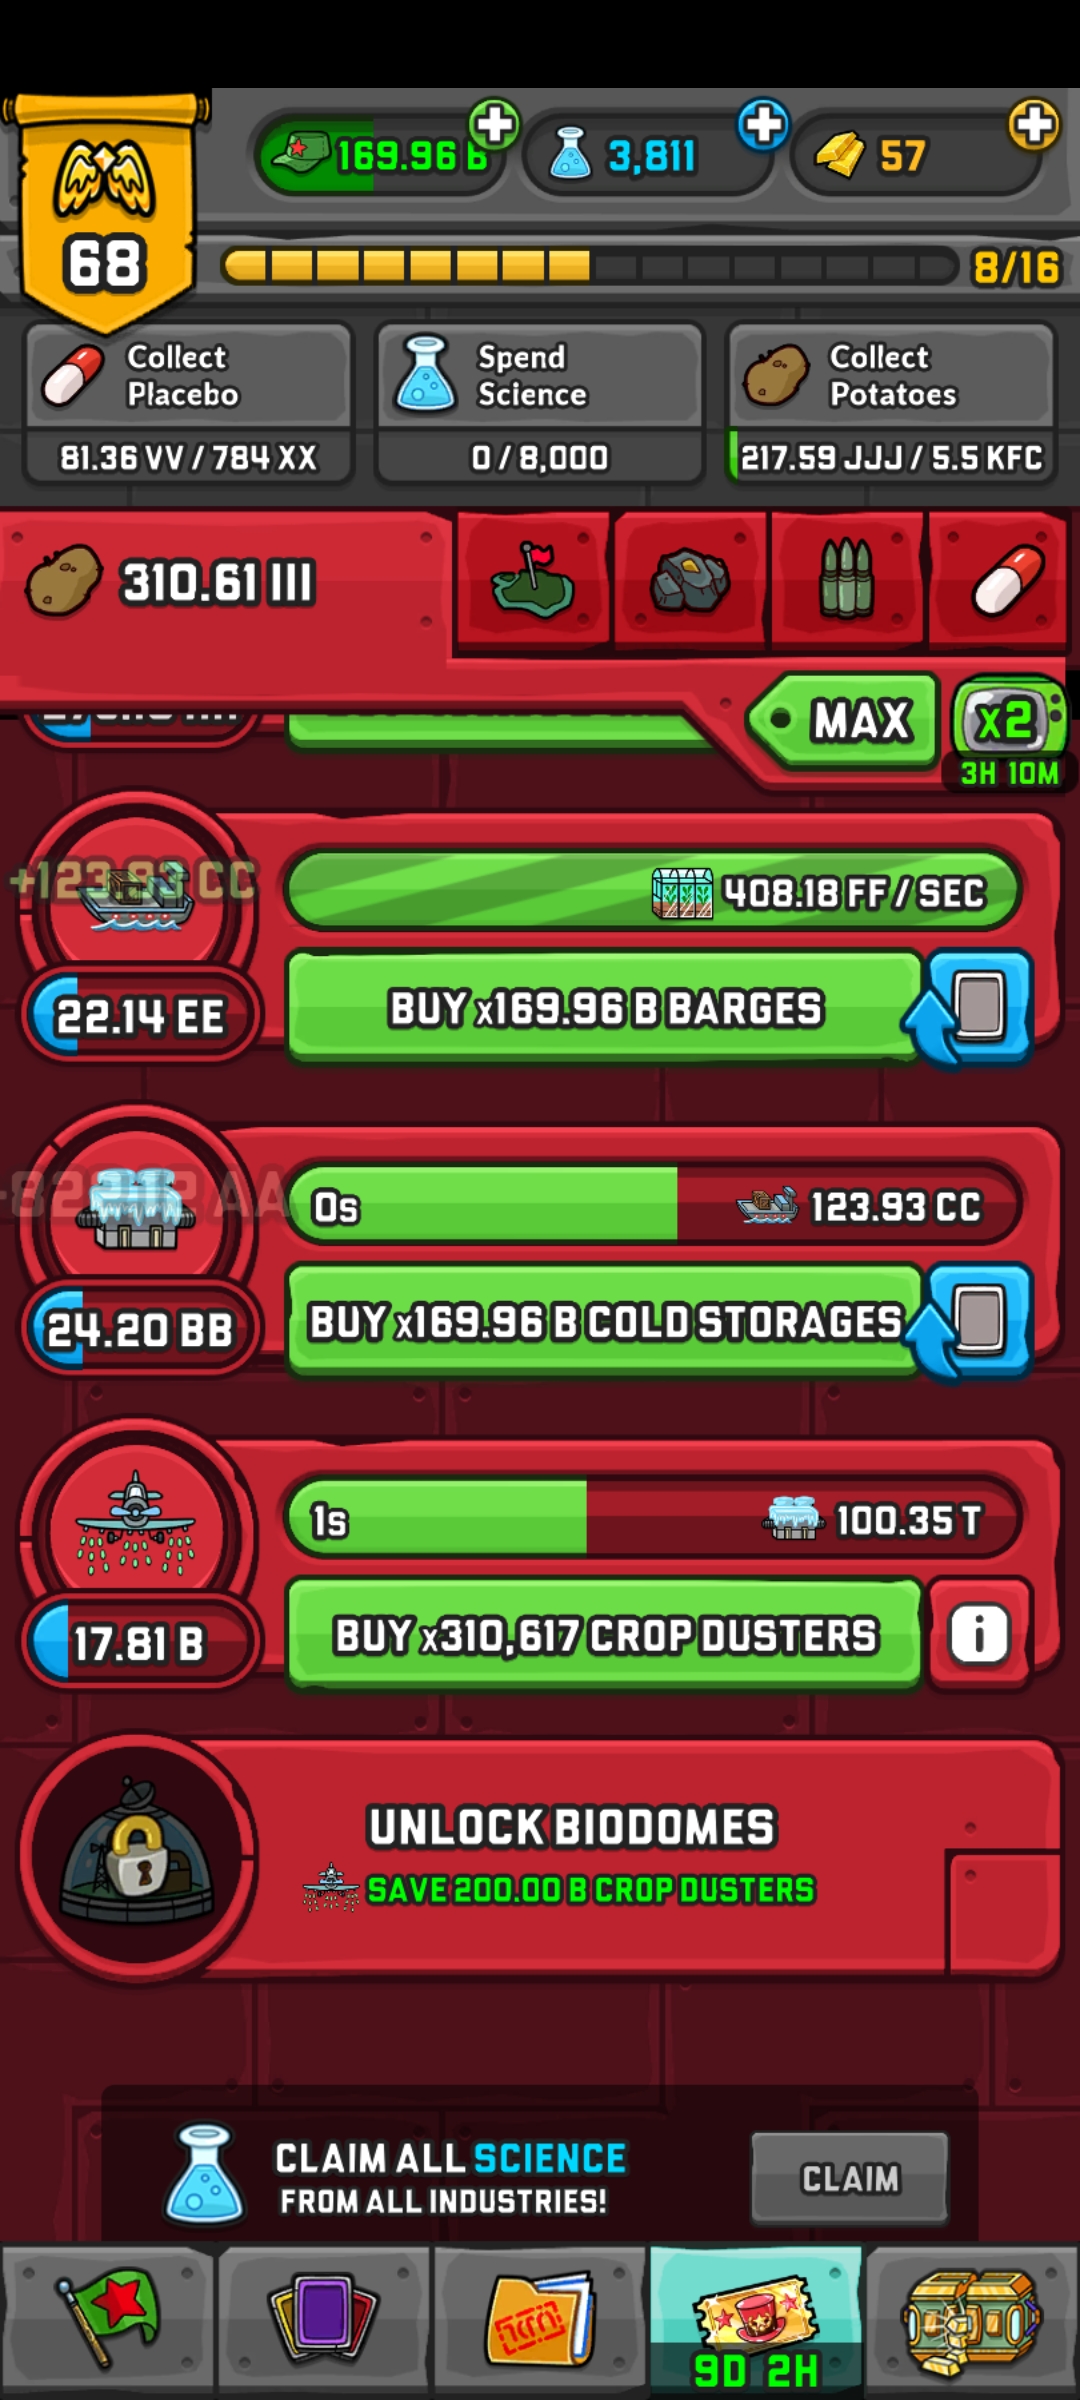 169.96 B
3,811
57
68
8/16
Collect
Placebo
81.36 VV / 784 XX
Spend
Science
0 / 8,000
Collect
Potatoes
217.59 JJJ / 5.5 KFC
310.61 III
MAX
x2
3H 10M
+123.93 CC
408.18 FF / SEC
22.14 EE
BUY x169.96 B BARGES
0s
123.93 CC
24.20 BB
BUY x169.96 B COLD STORAGES
1s
100.35 T
17.81 B
BUY x310,617 CROP DUSTERS
i
UNLOCK BIODOMES
SAVE 200.00 B CROP DUSTERS
CLAIM ALL SCIENCE
FROM ALL INDUSTRIES!
CLAIM
9D 2H